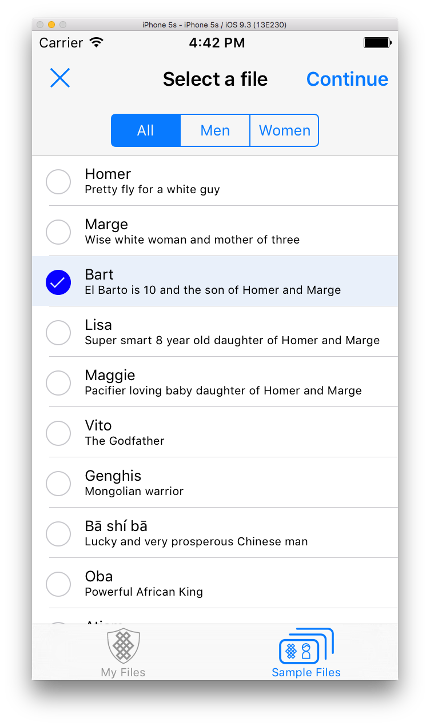 iPhone 5s - iPhone 5s / iOS 9.3 (13E230)
Carrier 4:42 PM
Select a file Continue
All Men Women
Homer
Pretty fly for a white guy
Marge
Wise white woman and mother of three
Bart
El Barto is 10 and the son of Homer and Marge
Lisa
Super smart 8 year old daughter of Homer and Marge
Maggie
Pacifier loving baby daughter of Homer and Marge
Vito
The Godfather
Genghis
Mongolian warrior
Bā shí bā
Lucky and very prosperous Chinese man
Oba
Powerful African King
My Files Sample Files